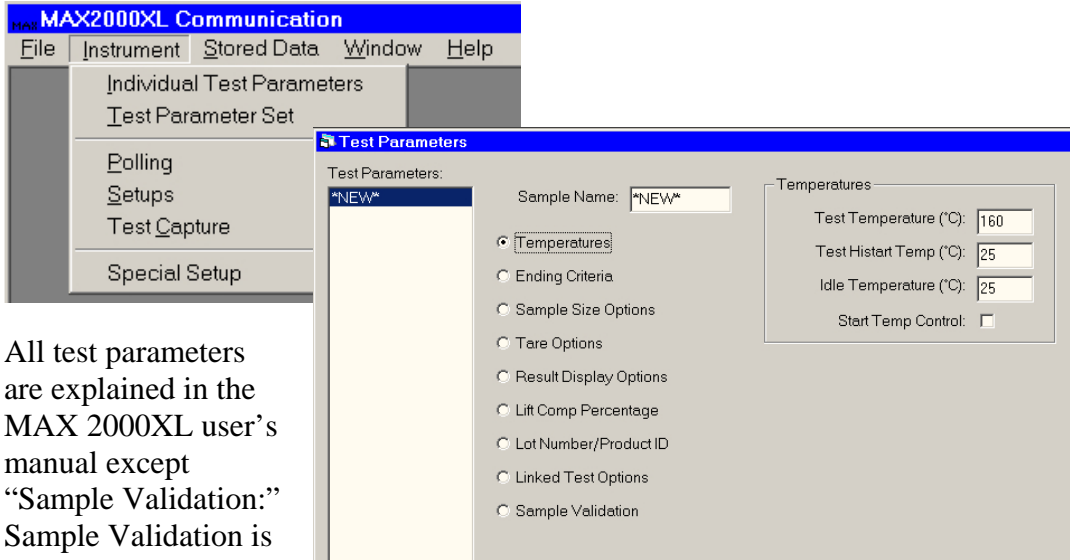 MAX MAX2000XL Communication
File Instrument Stored Data Window Help
Individual Test Parameters
Test Parameter Set
Polling
Setups
Test Capture
Special Setup
Test Parameters
Test Parameters:
*NEW*
Sample Name: *NEW*
Temperatures
Ending Criteria
Sample Size Options
Tare Options
Result Display Options
Lift Comp Percentage
Lot Number/Product ID
Linked Test Options
Sample Validation
Temperatures
Test Temperature (°C): 160
Test Histart Temp (°C): 25
Idle Temperature (°C): 25
Start Temp Control:
All test parameters
are explained in the
MAX 2000XL user’s
manual except
“Sample Validation:”
Sample Validation is